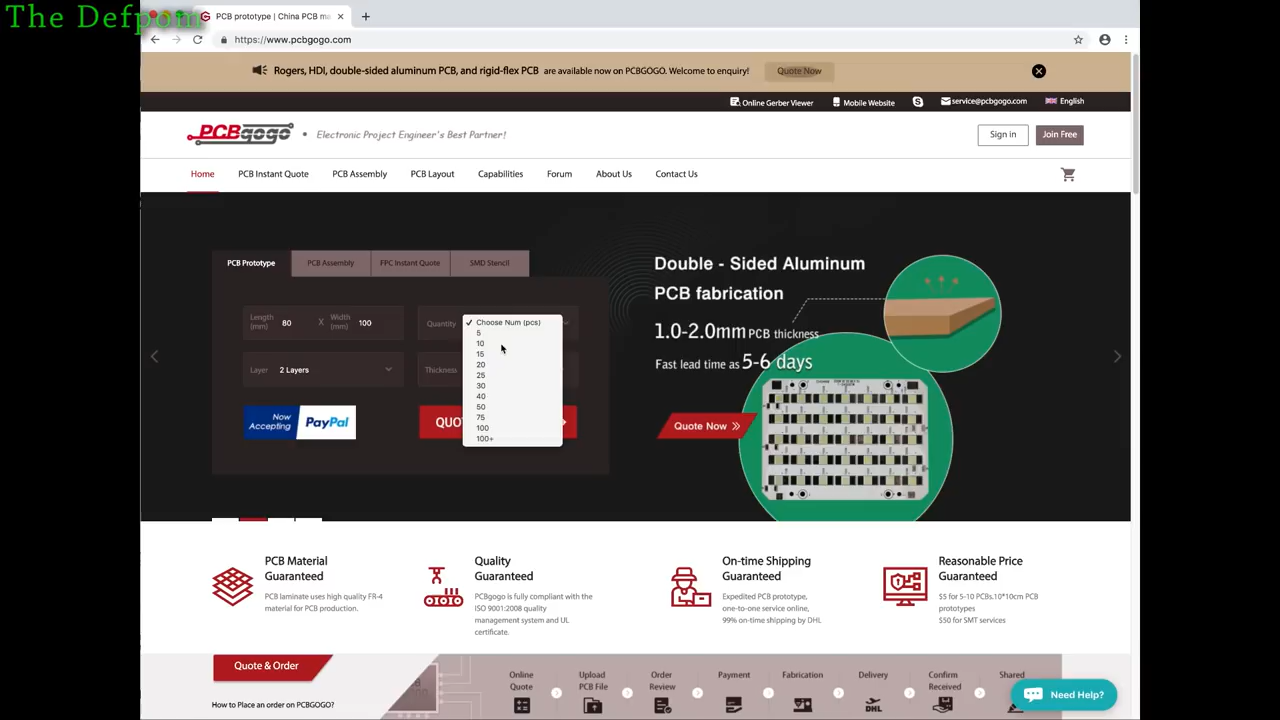 The Defpom
PCB prototype | China PCB ma
https://www.pcbgogo.com
Rogers, HDI, double-sided aluminum PCB, and rigid-flex PCB are available now on PCBGOGO. Welcome to enquiry!
Quote Now
Online Gerber Viewer
Mobile Website
service@pcbgogo.com
English
PCBgogo
Electronic Project Engineer's Best Partner!
Sign in
Join Free
Home
PCB Instant Quote
PCB Assembly
PCB Layout
Capabilities
Forum
About Us
Contact Us
PCB Prototype
PCB Assembly
FPC Instant Quote
SMD Stencil
Length (mm) 80 X Width (mm) 100
Quantity
Choose Num (pcs)
5
10
15
20
25
30
40
50
75
100
100+
Layer 2 Layers
Thickness
Now Accepting
PayPal
QUO
Double - Sided Aluminum
PCB fabrication
1.0-2.0mm PCB thickness
Fast lead time as 5-6 days
Quote Now
PCB Material
Guaranteed
PCB laminate uses high quality FR-4
material for PCB production.
Quality
Guaranteed
PCBgogo is fully compliant with the
ISO 9001:2008 quality
management system and UL
certificate.
On-time Shipping
Guaranteed
Expedited PCB prototype,
one-to-one service online,
99% on-time shipping by DHL
Reasonable Price
Guaranteed
$5 for 5-10 PCBs.10*10cm PCB
prototypes
$50 for SMT services
Quote & Order
How to Place an order on PCBGOGO?
Online
Quote
Upload
PCB File
Order
Review
Payment
Fabrication
Delivery
DHL
Confirm
Received
Shared
Need Help?